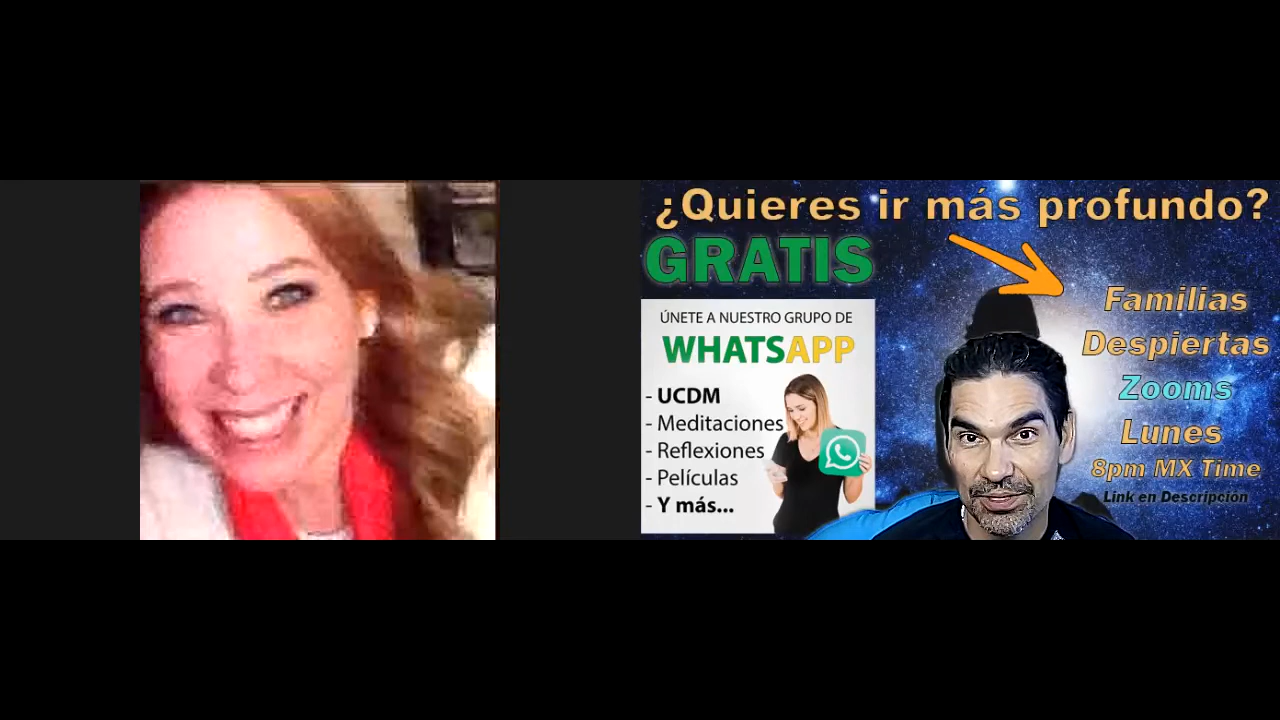 ¿Quieres ir más profundo?
GRATIS
ÚNETE A NUESTRO GRUPO DE
WHATSAPP
- UCDM
- Meditaciones
- Reflexiones
- Películas
- Y más...
Familias
Despiertas
Zooms
Lunes
8pm MX Time
Link en Descripción